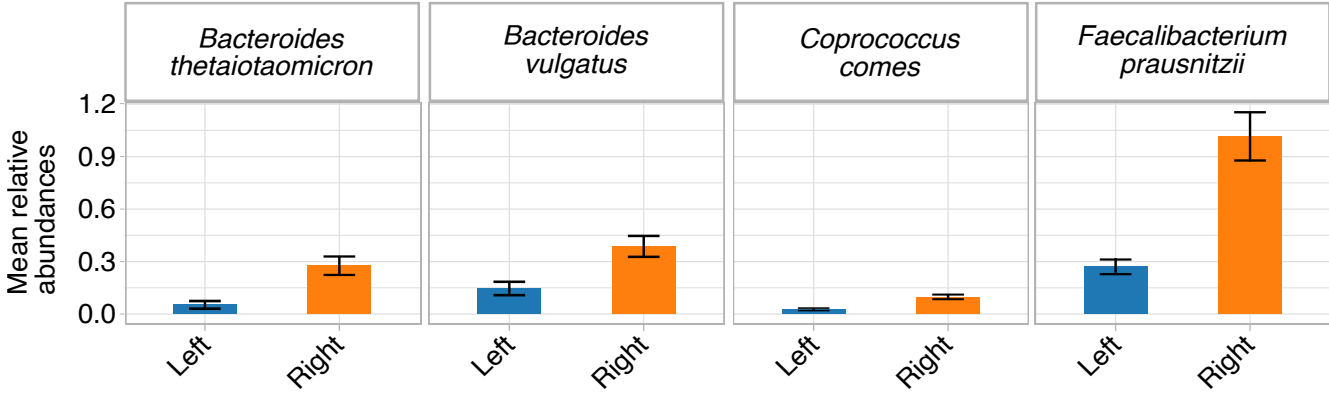 Bacteroides
thetaiotaomicron
Bacteroides
vulgatus
Coprococcus
comes
Faecalibacterium
prausnitzii
Mean relative
abundances
1.2
0.9
0.6
0.3
0.0
Left
Right
Left
Right
Left
Right
Left
Right